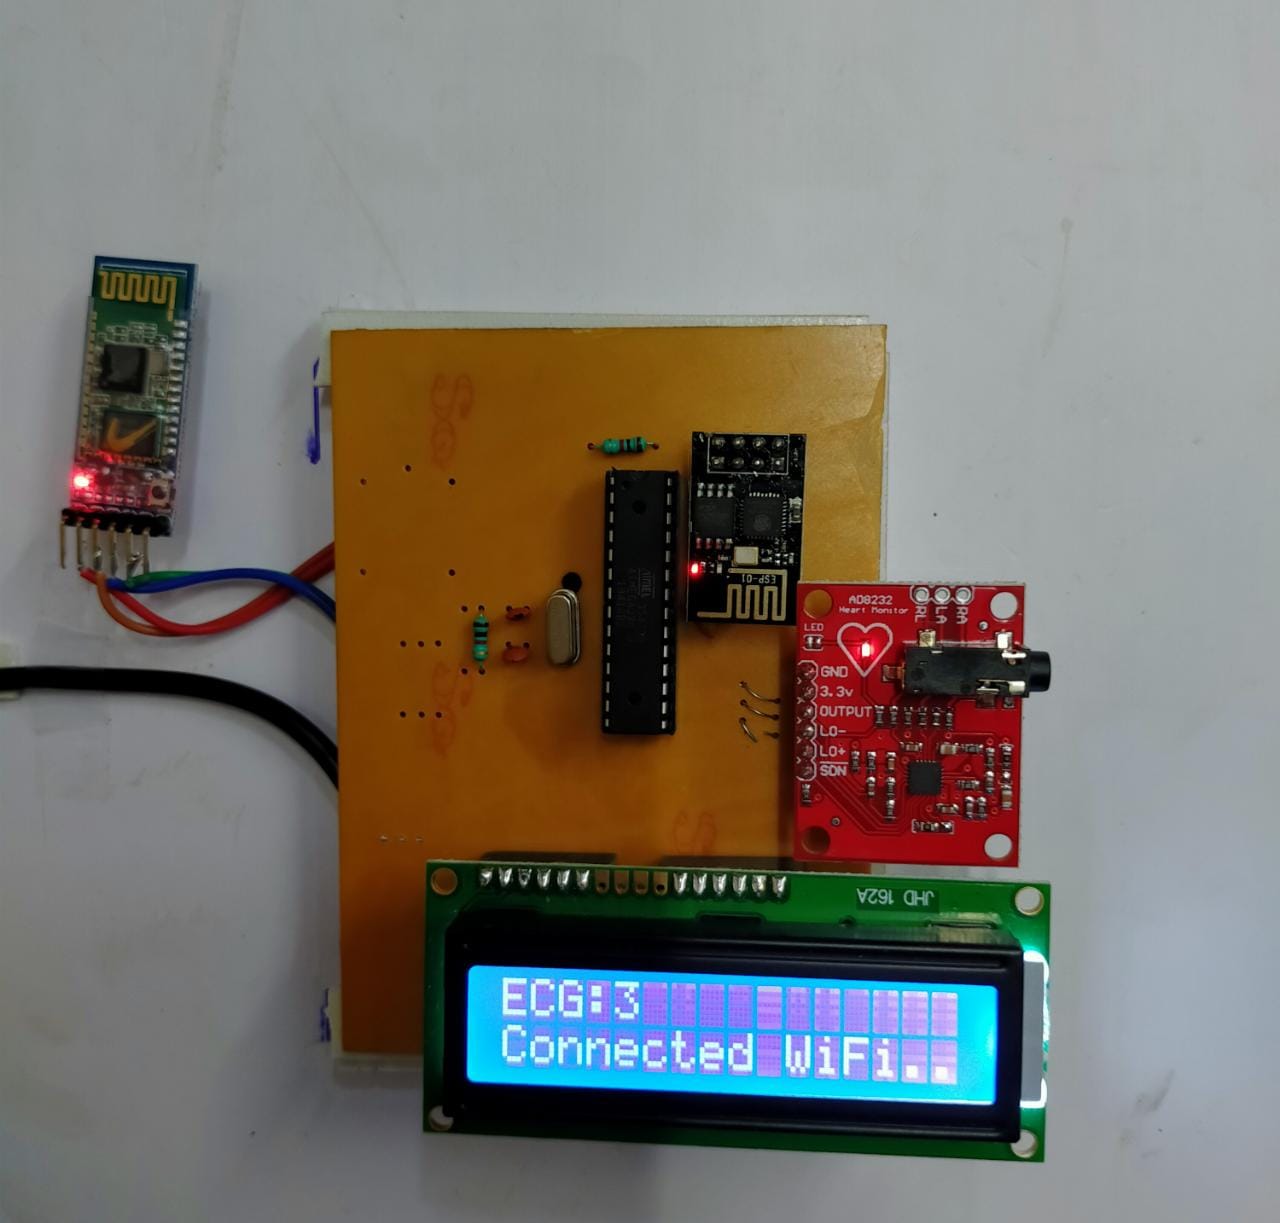 ESP-01
AD8232
Heart Monitor
RL
LA
RA
LED
GND
3.3v
OUTPUT
LO-
LO+
SDN
JHD 162A
ECG:3
Connected WiFi..